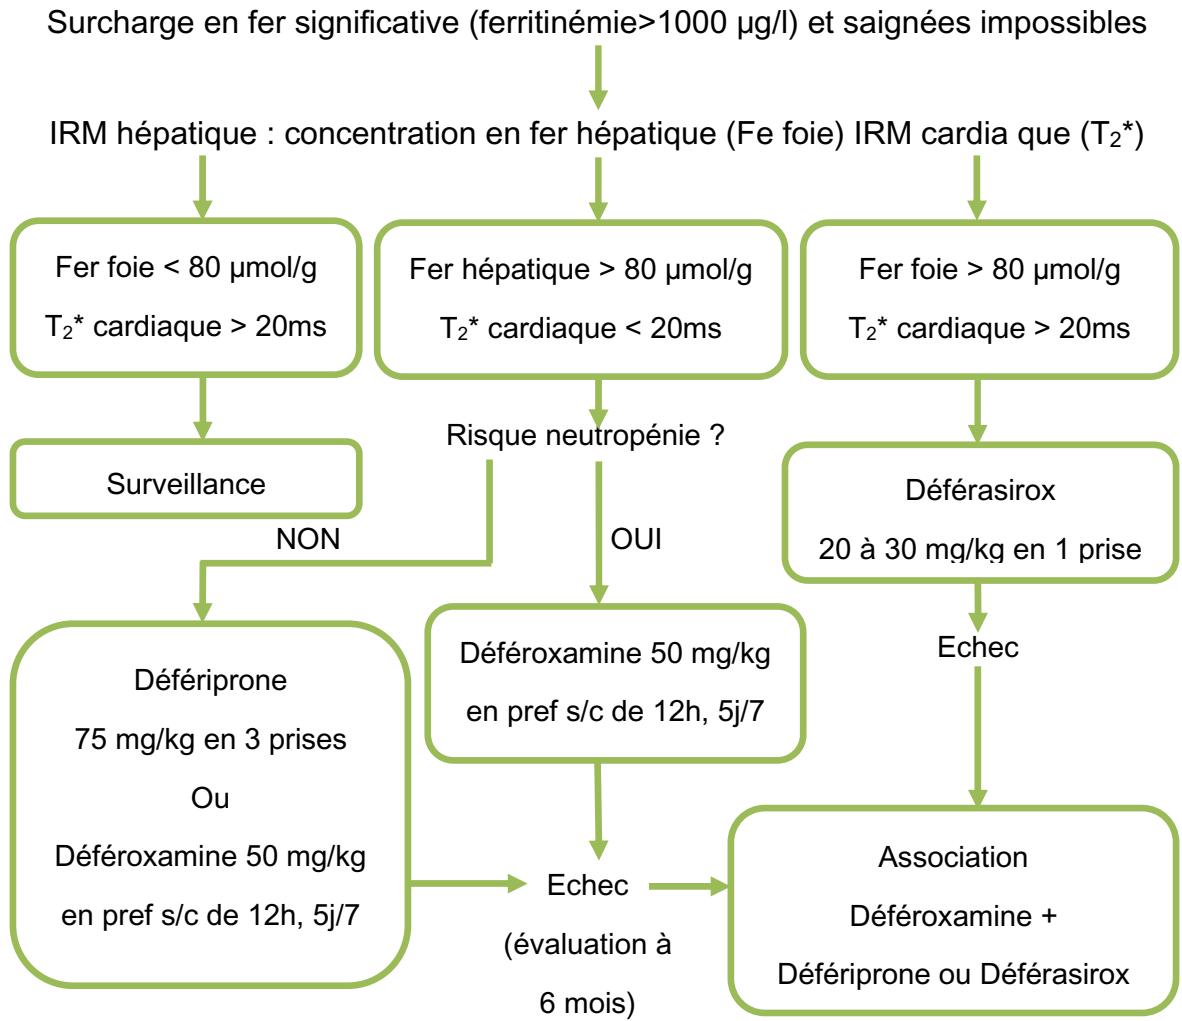 Surcharge en fer significative (ferritinémie>1000 µg/l) et saignées impossibles
IRM hépatique : concentration en fer hépatique (Fe foie) IRM cardia que (T₂*)
Fer foie < 80 µmol/g
T₂* cardiaque > 20ms
Fer hépatique > 80 µmol/g
T₂* cardiaque < 20ms
Fer foie > 80 µmol/g
T₂* cardiaque > 20ms
Surveillance
Risque neutropénie ?
NON
OUI
Déférasirox
20 à 30 mg/kg en 1 prise
Echec
Défériprone
75 mg/kg en 3 prises
Ou
Déféroxamine 50 mg/kg
en pref s/c de 12h, 5j/7
Déféroxamine 50 mg/kg
en pref s/c de 12h, 5j/7
Echec
(évaluation à
6 mois)
Association
Déféroxamine +
Défériprone ou Déférasirox